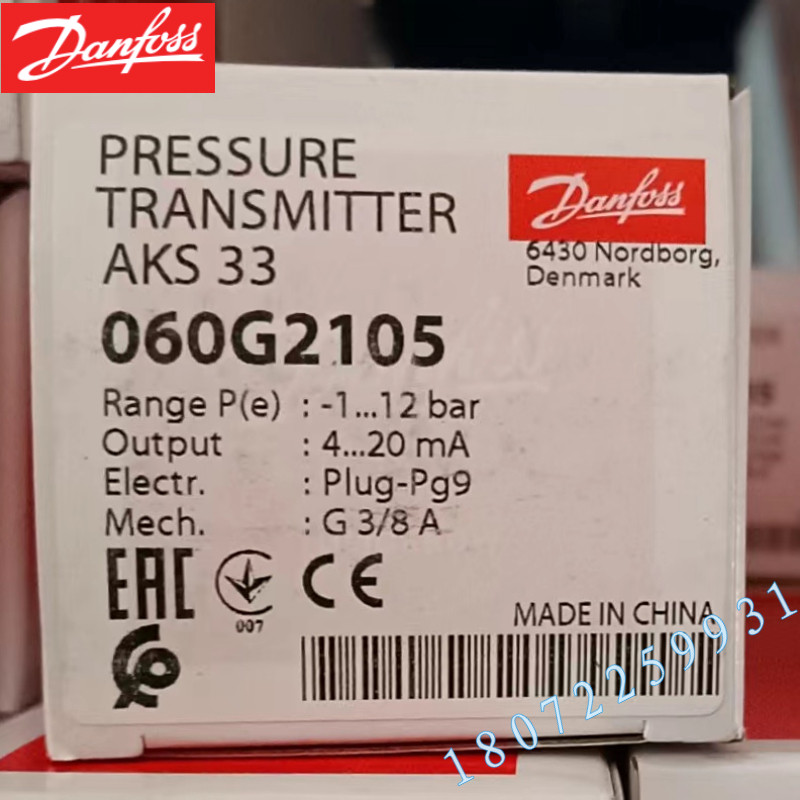 Danfoss
PRESSURE
TRANSMITTER
AKS 33
060G2105
Danfoss
6430 Nordborg,
Denmark
Range P(e) : -1...12 bar
Output : 4...20 mA
Electr. : Plug-Pg9
Mech. : G 3/8 A
EAC
007
CE
MADE IN CHINA
18072259931